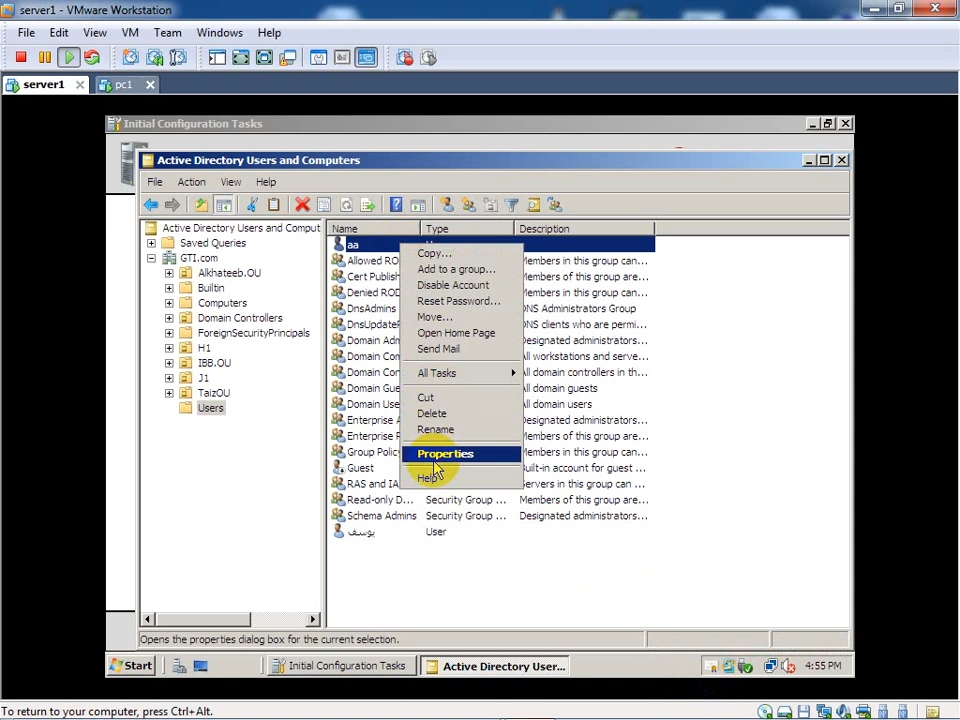 server1 - VMware Workstation
File Edit View VM Team Windows Help
server1 pc1
Initial Configuration Tasks
Active Directory Users and Computers
File Action View Help
Active Directory Users and Comput
Saved Queries
GTI.com
Alkhateeb.OU
Builtin
Computers
Domain Controllers
ForeignSecurityPrincipals
H1
IBB.OU
J1
TaizOU
Users
Name Type Description
aa
Allowed RO Members in this group can...
Cert Publish Members of this group are...
Denied ROD Members in this group can...
DnsAdmins DNS Administrators Group
DnsUpdateP DNS clients who are permi...
Domain Adm Designated administrators...
Domain Com All workstations and serve...
Domain Con All domain controllers in th...
Domain Gue All domain guests
Domain User All domain users
Enterprise A Designated administrators...
Enterprise R Members of this group are...
Group Policy Members in this group can...
Guest Built-in account for guest ...
RAS and IA Servers in this group can...
Read-only D... Security Group ... Members of this group are...
Schema Admins Security Group ... Designated administrators...
يوسف User
Copy...
Add to a group...
Disable Account
Reset Password...
Move...
Open Home Page
Send Mail
All Tasks
Cut
Delete
Rename
Properties
Help
Opens the properties dialog box for the current selection.
Start Initial Configuration Tasks Active Directory User... 4:55 PM
To return to your computer, press Ctrl+Alt.